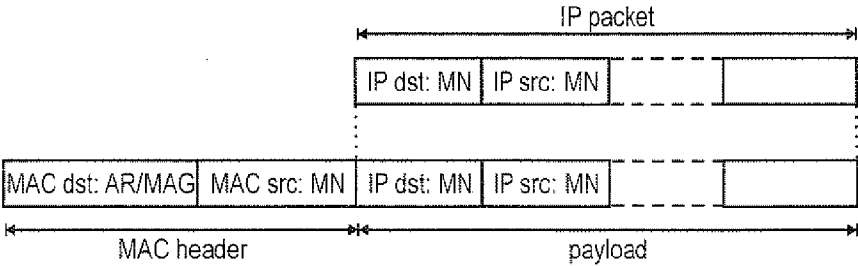 IP packet
IP dst: MN IP src: MN
MAC dst: AR/MAG MAC src: MN IP dst: MN IP src: MN
MAC header payload